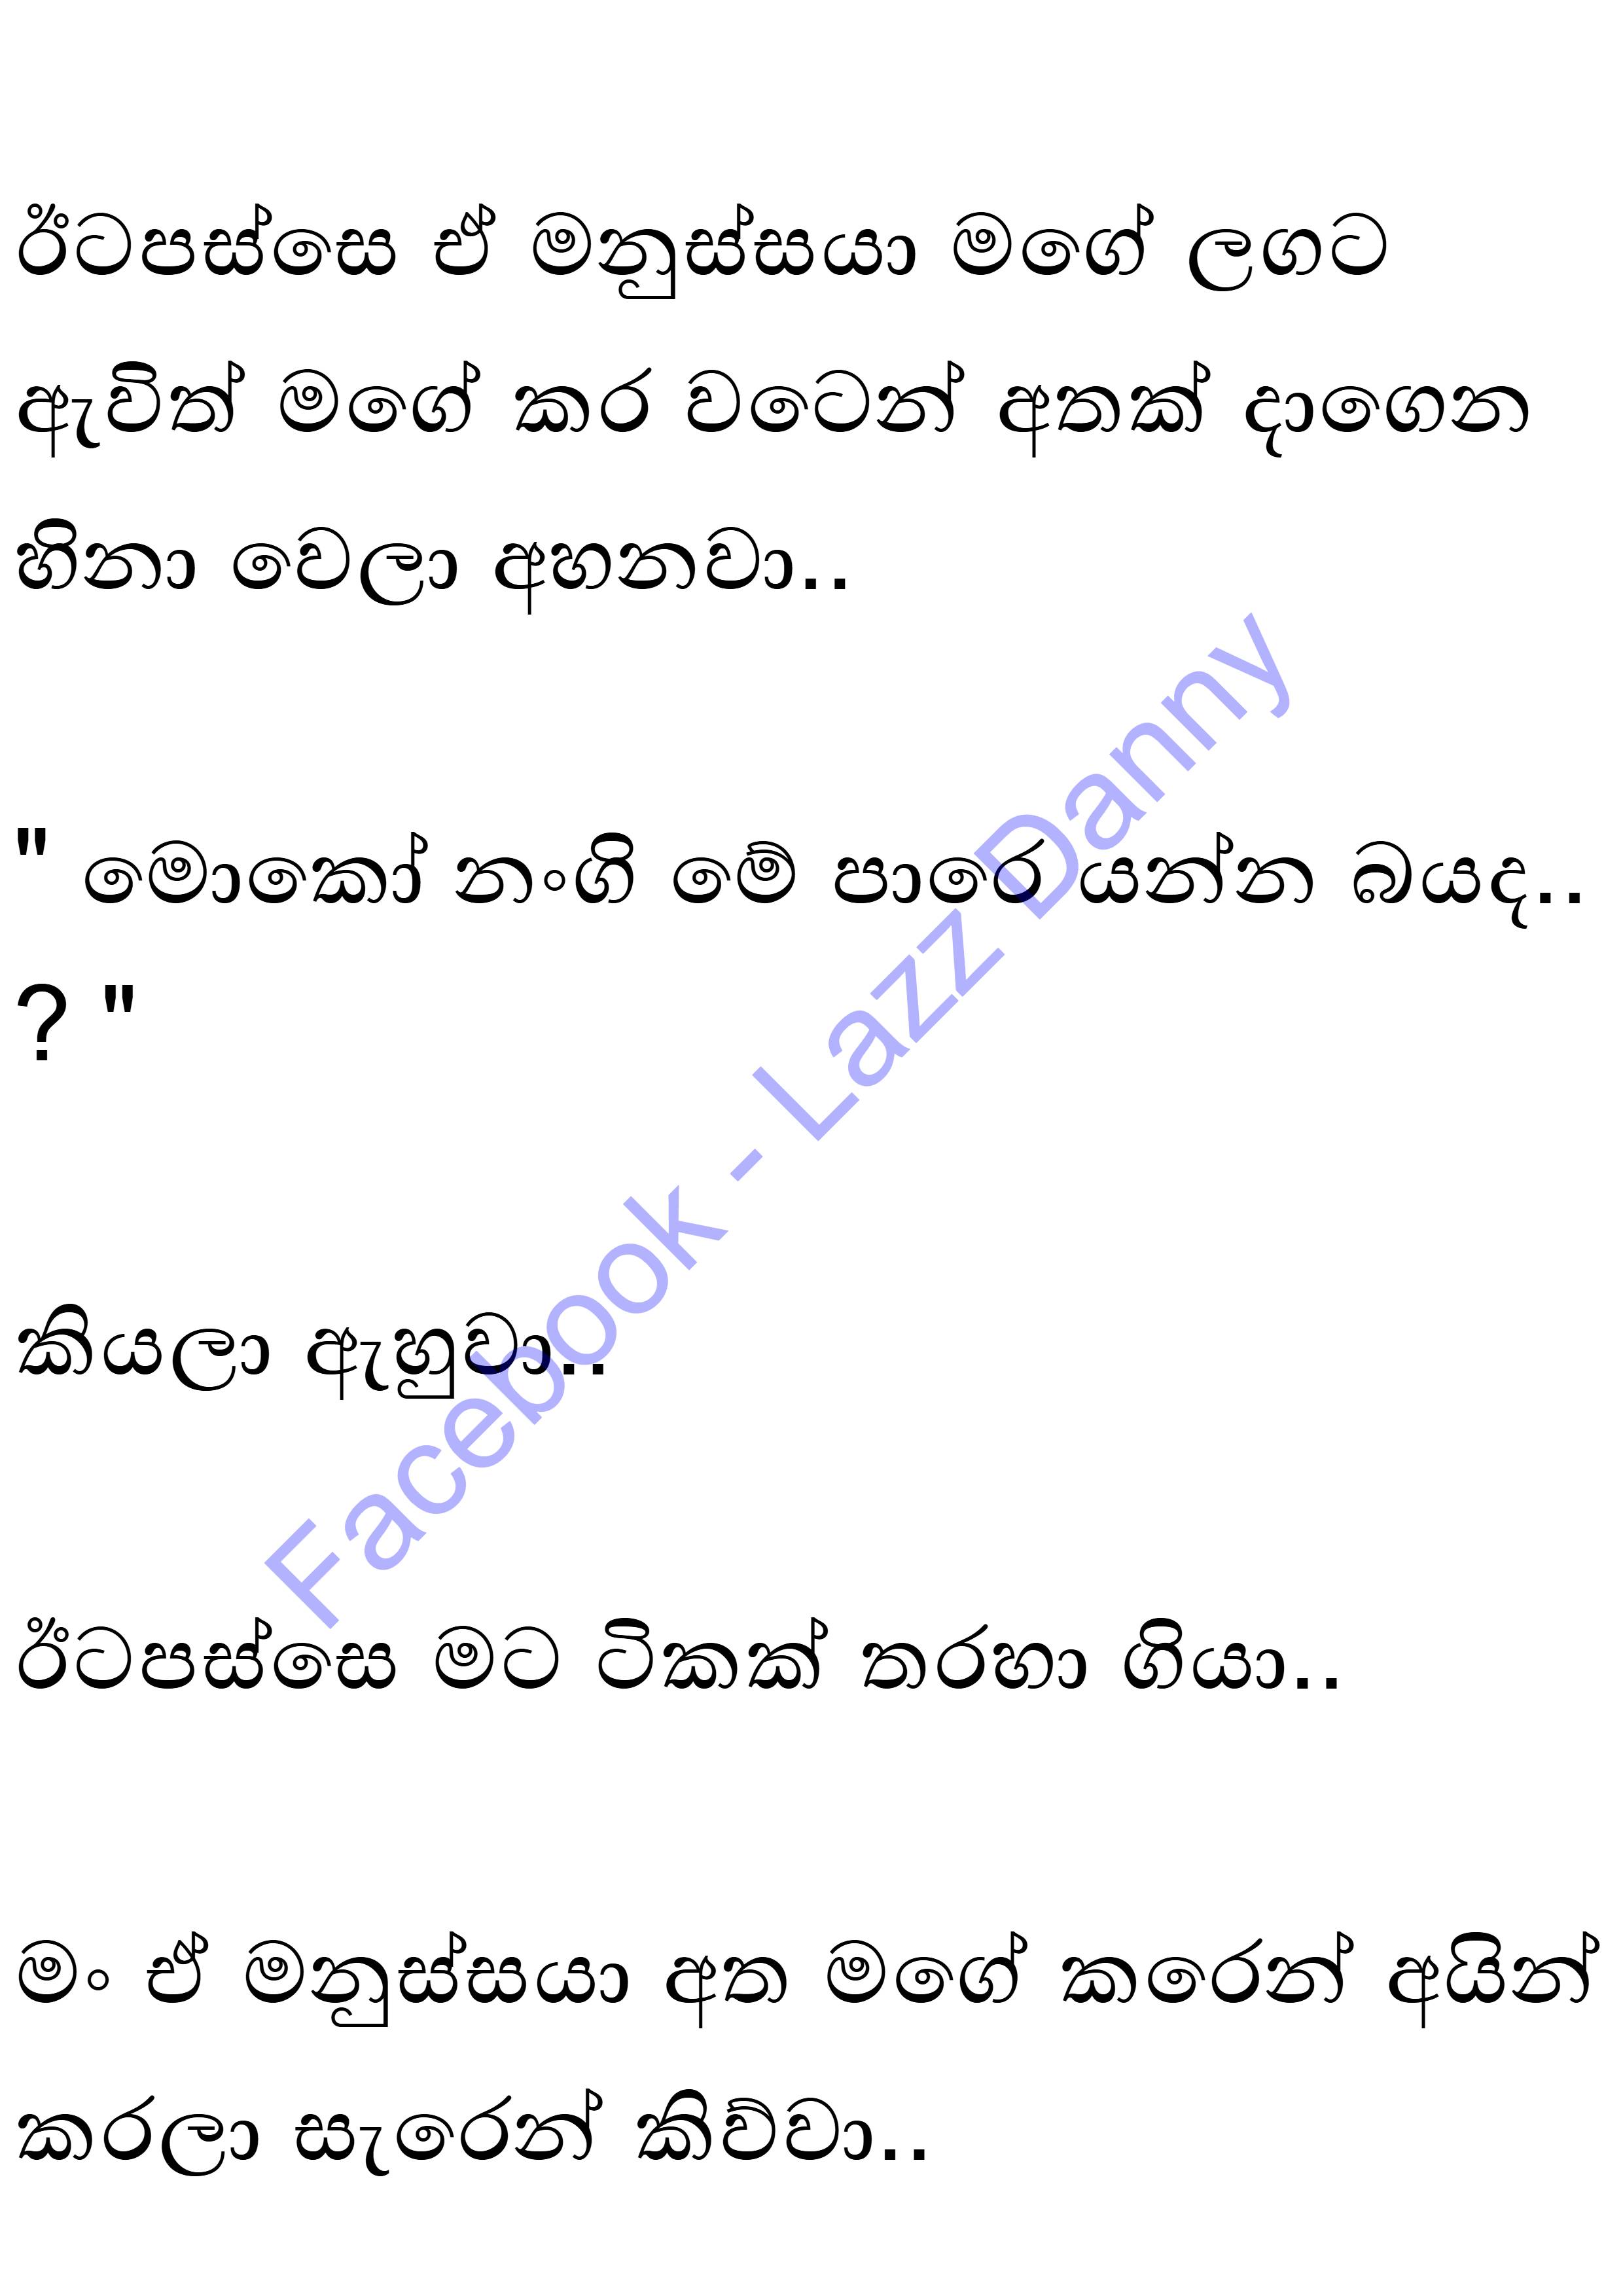 ඊටපස්සෙ ඒ මනුස්සයා මගේ ලගට
ඇවිත් මගේ කර වටෙන් අතක් දාගෙන
හිනා වෙලා අහනවා..
" මොකෝ නංගි මේ පාරේ යන්න බයද..
? "
කියලා ඇහුවා..
ඊටපස්සෙ මට ටිකක් තරහා ගියා..
මං ඒ මනුස්සයා අත මගේ කරෙන් අයින්
කරලා සැරෙන් කිව්වා..
Facebook - Lazz Danny